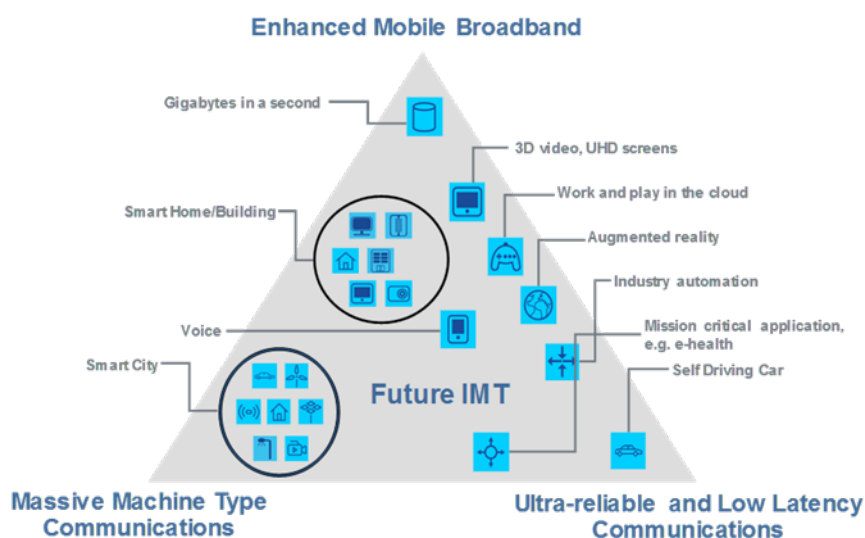 Enhanced Mobile Broadband
Gigabytes in a second
3D video, UHD screens
Work and play in the cloud
Smart Home/Building
Augmented reality
Industry automation
Voice
Mission critical application,
e.g. e-health
Smart City
Self Driving Car
Future IMT
Massive Machine Type
Communications
Ultra-reliable and Low Latency
Communications